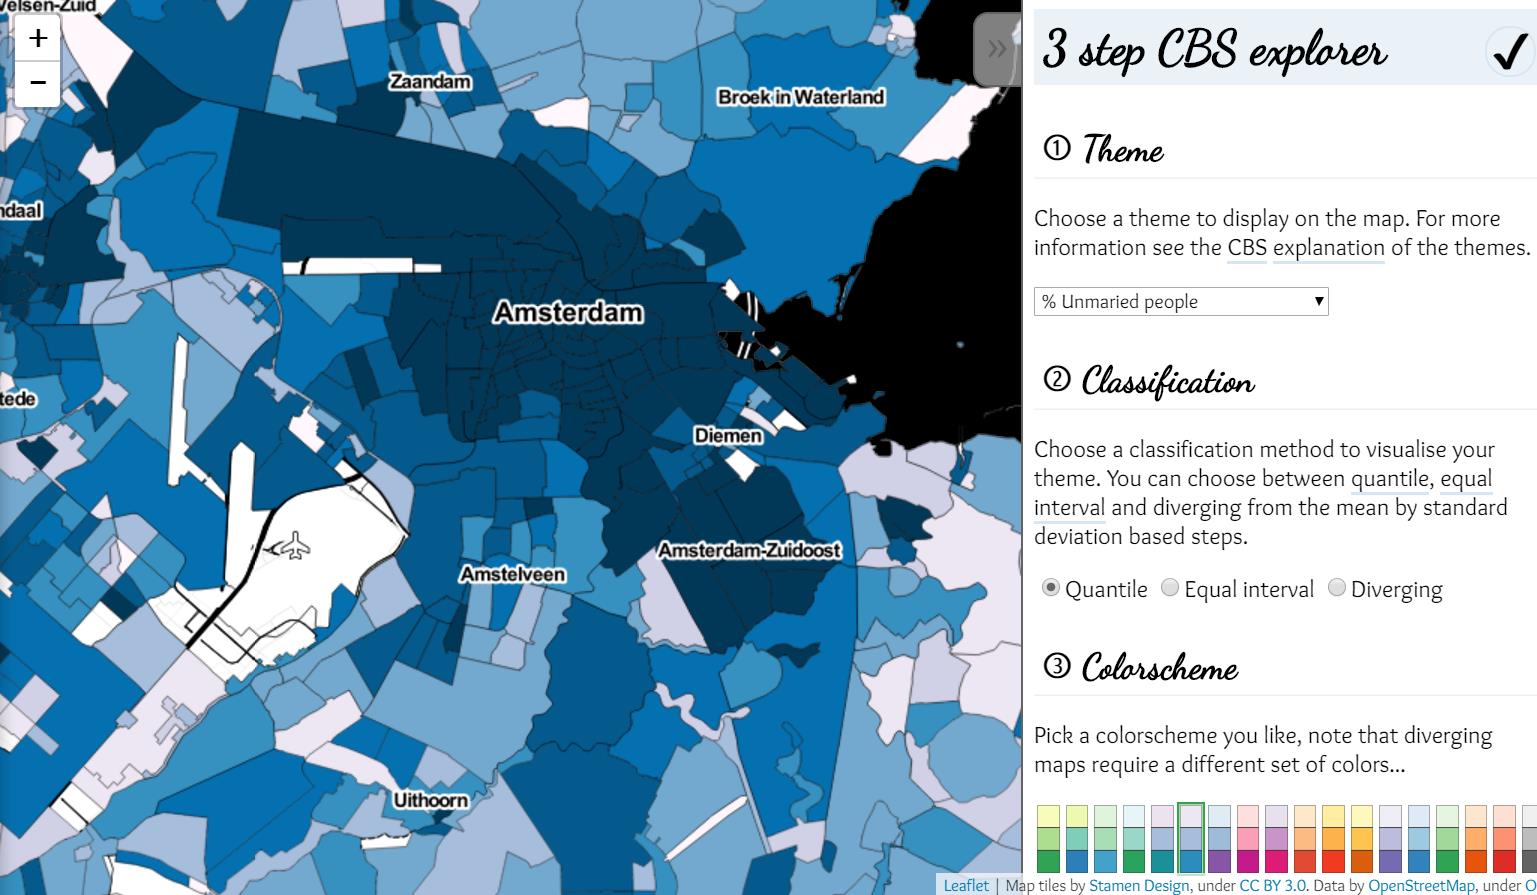 Velsen-Zuid
+
−
Zaandam
Broek in Waterland
ndaal
Amsterdam
tede
Diemen
Amsterdam-Zuidoost
Amstelveen
Uithoorn
»
3 step CBS explorer
① Theme
Choose a theme to display on the map. For more
information see the CBS explanation of the themes.
% Unmaried people
② Classification
Choose a classification method to visualise your
theme. You can choose between quantile, equal
interval and diverging from the mean by standard
deviation based steps.
Quantile Equal interval Diverging
③ Colorscheme
Pick a colorscheme you like, note that diverging
maps require a different set of colors...
Leaflet | Map tiles by Stamen Design, under CC BY 3.0. Data by OpenStreetMap, under O